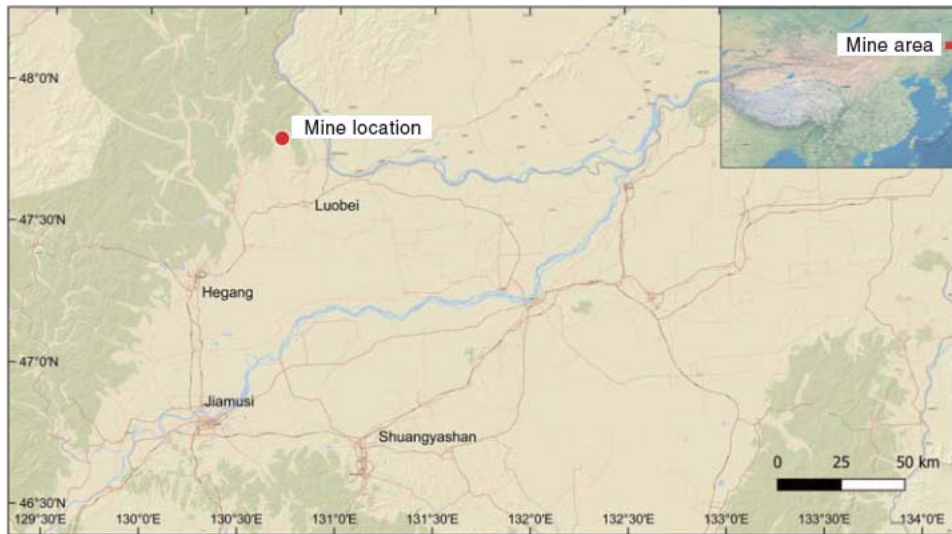 Mine area
48°0'N
Mine location
Luobei
47°30'N
Hegang
47°0'N
Jiamusi
Shuangyashan
0 25 50 km
46°30'N
129°30'E 130°0'E 130°30'E 131°0'E 131°30'E 132°0'E 132°30'E 133°0'E 133°30'E 134°0'E